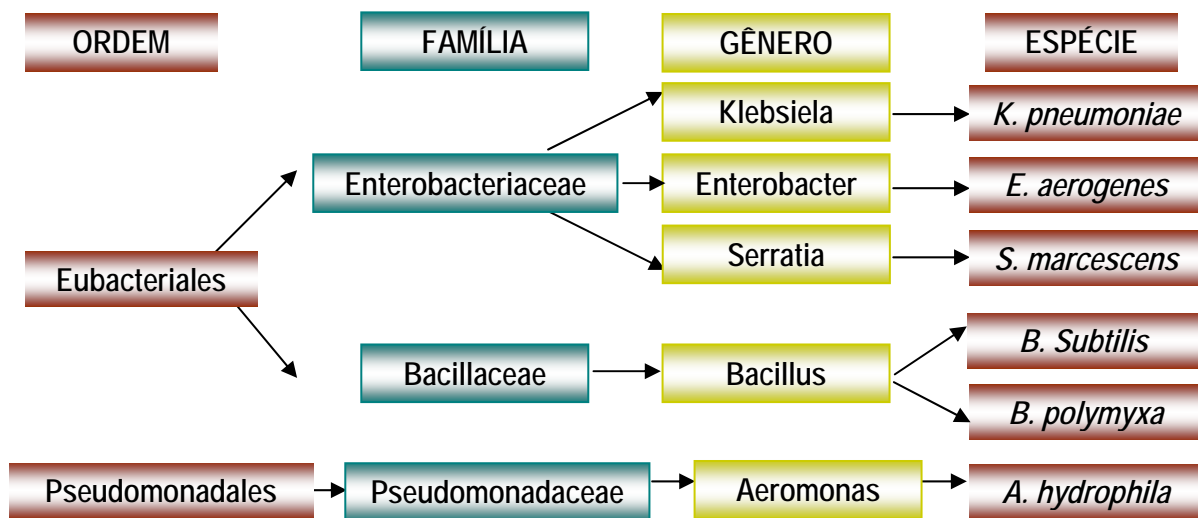 ORDEM FAMÍLIA GÊNERO ESPÉCIE
Klebsiela K. pneumoniae
Enterobacteriaceae Enterobacter E. aerogenes
Serratia S. marcescens
Eubacteriales
B. Subtilis
Bacillaceae Bacillus
B. polymyxa
Pseudomonadales Pseudomonadaceae Aeromonas A. hydrophila